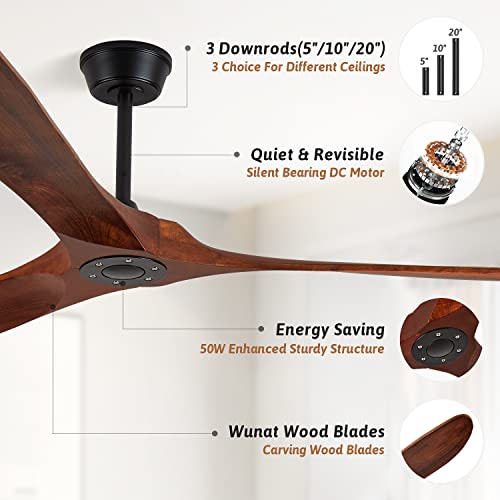 3 Downrods(5"/10"/20")
3 Choice For Different Ceilings
5"
10"
20"
Quiet & Revisible
Silent Bearing DC Motor
Energy Saving
50W Enhanced Sturdy Structure
Wunat Wood Blades
Carving Wood Blades